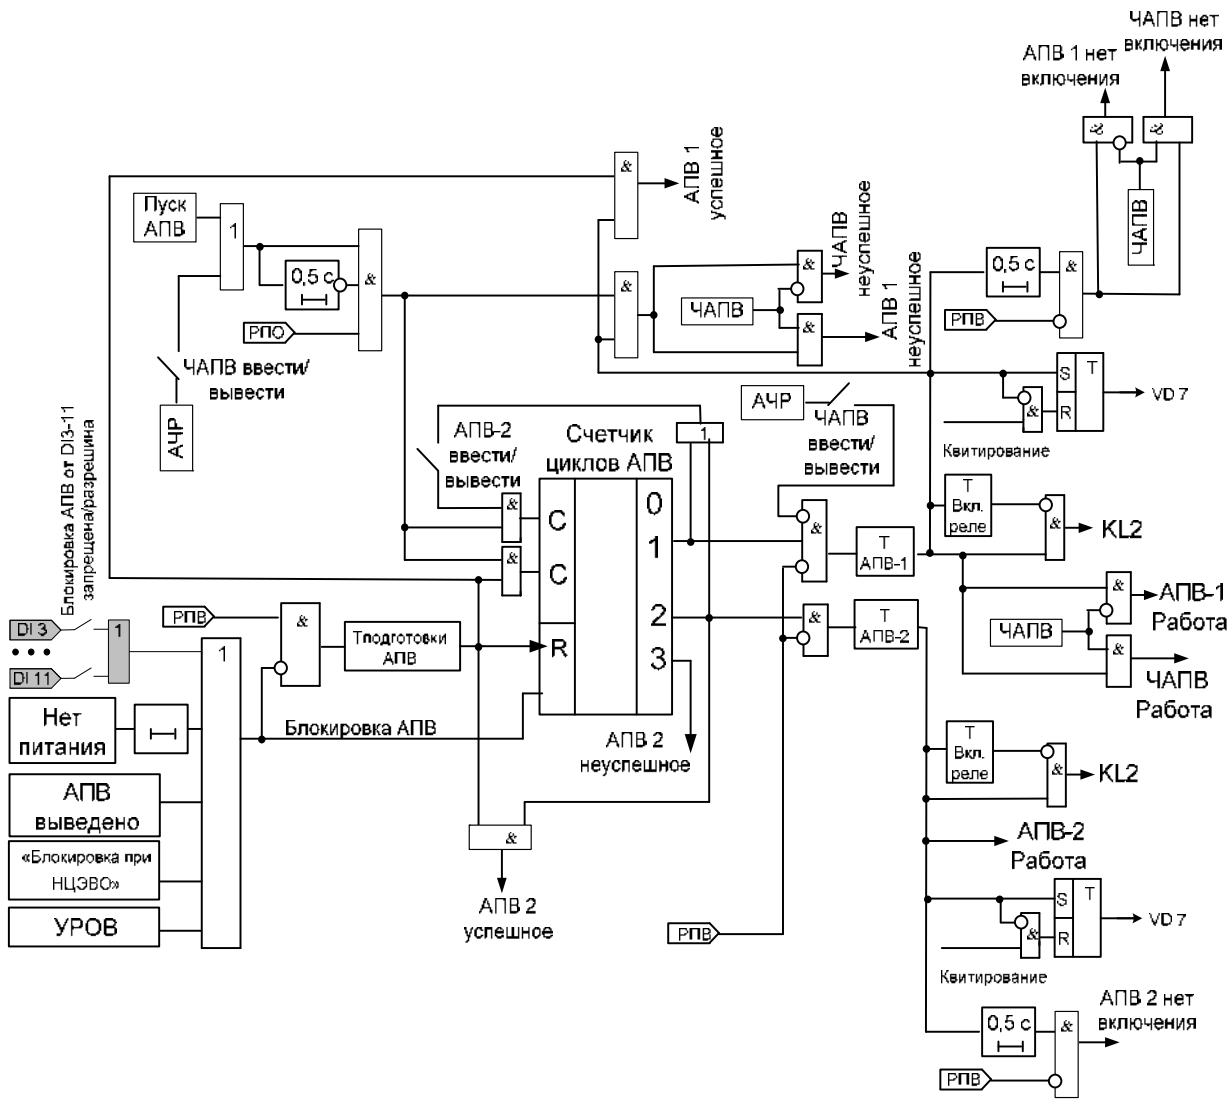 ЧАПВ нет
включения
АПВ 1 нет
включения
&
&
ЧАПВ
&
АПВ 1
успешное
Пуск
АПВ
1
0,5 с
&
РПО
ЧАПВ ввести/
вывести
АЧР
&
ЧАПВ
&
ЧАПВ
неуспешное
&
АПВ 1
неуспешное
0,5 с
&
РПВ
S
T
R
&
VD 7
Квитирование
АЧР
ЧАПВ
ввести/
вывести
АПВ-2
ввести/
вывести
1
Счетчик
циклов АПВ
&
C
&
C
R
0
1
2
3
&
T
АПВ-1
&
T
АПВ-2
T
Вкл.
реле
&
KL2
&
АПВ-1
Работа
ЧАПВ
&
ЧАПВ
Работа
Блокировка АПВ от DI3-11
запрещена/разрешина
DI 3
DI 11
1
РПВ
&
Tподготовки
АПВ
1
Нет
питания
Блокировка АПВ
АПВ
выведено
«Блокировка при
НЦЭВО»
УРОВ
АПВ 2
неуспешное
&
АПВ 2
успешное
РПВ
T
Вкл.
реле
&
KL2
АПВ-2
Работа
S
T
R
&
VD 7
Квитирование
0,5 с
&
АПВ 2 нет
включения
РПВ